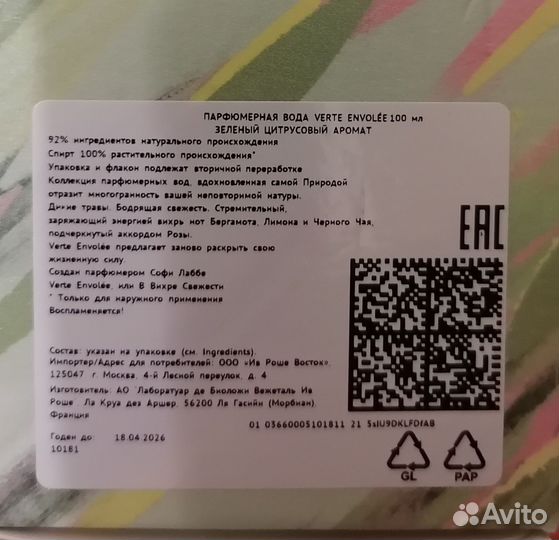 ПАРФЮМЕРНАЯ ВОДА VERTE ENVOLÉE 100 мл
ЗЕЛЕНЫЙ ЦИТРУСОВЫЙ АРОМАТ
92% ингредиентов натурального происхождения
Спирт 100% растительного происхождения*
Упаковка и флакон подлежат вторичной переработке
Коллекция парфюмерных вод, вдохновленная самой Природой
отразит многогранность вашей неповторимой натуры.
Дикие травы. Бодрящая свежесть. Стремительный,
заряжающий энергией вихрь нот Бергамота, Лимона и Черного Чая,
подчеркнутый аккордом Розы.
Verte Envolée предлагает заново раскрыть свою
жизненную силу.
Создан парфюмером Софи Лаббе
Verte Envolée, или В Вихре Свежести
* Только для наружного применения
Воспламеняется!
EAC
Состав: указан на упаковке (см. Ingredients).
Импортер/Адрес для потребителей: ООО «Ив Роше Восток»,
125047 г. Москва, 4-й Лесной переулок, д. 4
Изготовитель: АО "Лаборатуар де Биоложи Вежеталь Ив
Роше", Ла Круа дез Аршер, 56200 Ля Гасийи (Морбиан),
Франция
01 03660005101811 21 5sIU9DKLFDfAB
Годен до: 18.04.2026
10181
GL PAP
Avito